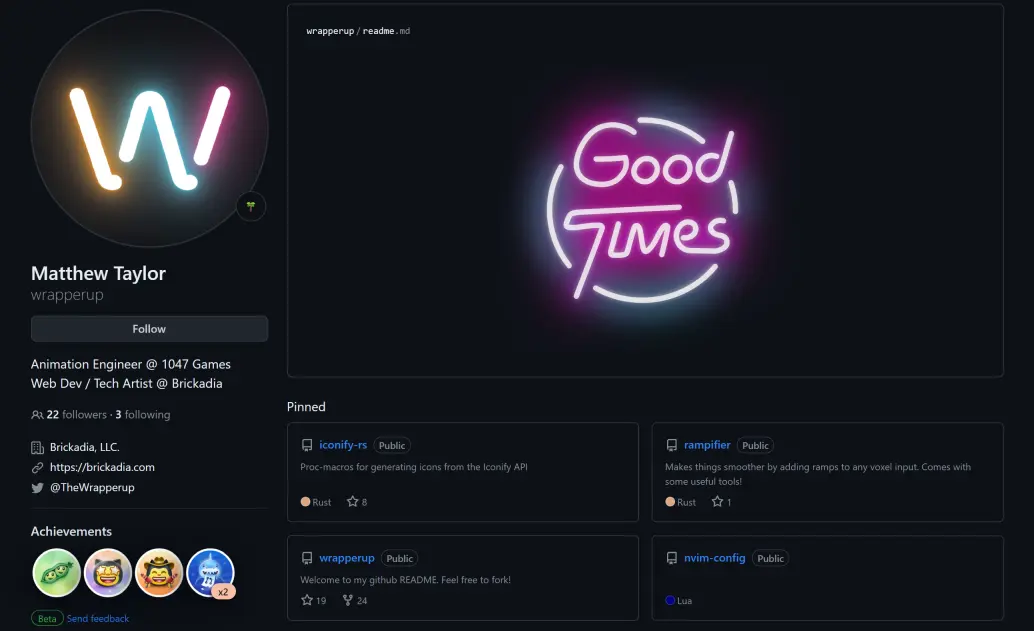 wrapperup / readme.md
Good
Times
Matthew Taylor
wrapperup
Follow
Animation Engineer @ 1047 Games
Web Dev / Tech Artist @ Brickadia
22 followers · 3 following
Brickadia, LLC.
https://brickadia.com
@TheWrapperup
Achievements
x2
Beta Send feedback
Pinned
iconify-rs Public
Proc-macros for generating icons from the Iconify API
Rust 8
rampifier Public
Makes things smoother by adding ramps to any voxel input. Comes with
some useful tools!
Rust 1
wrapperup Public
Welcome to my github README. Feel free to fork!
19 24
nvim-config Public
Lua